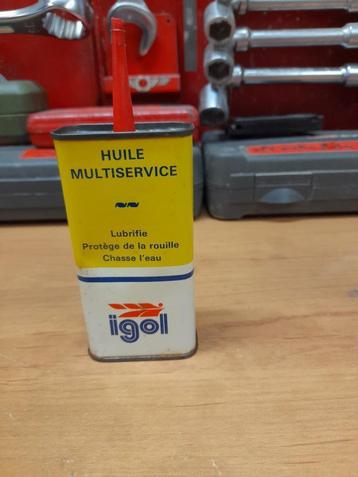 HUILE
MULTISERVICE
Lubrifie
Protège de la rouille
Chasse l'eau
igol